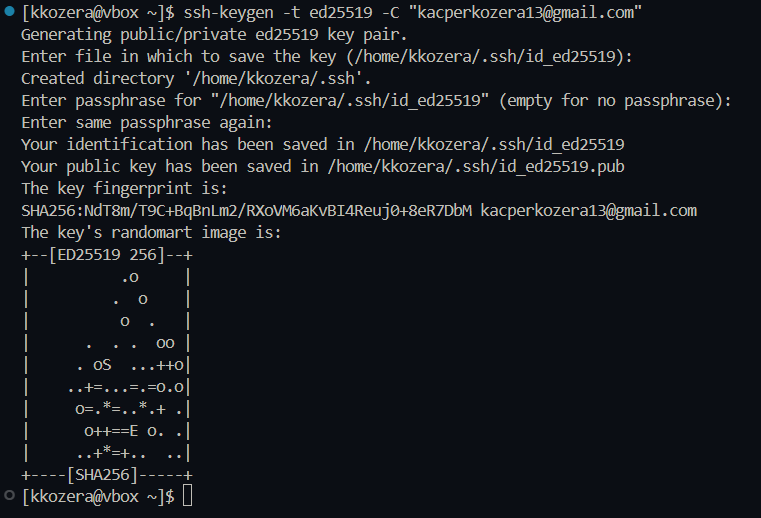 [kkozera@vbox ~]$ ssh-keygen -t ed25519 -C "kacperkozera13@gmail.com"
Generating public/private ed25519 key pair.
Enter file in which to save the key (/home/kkozera/.ssh/id_ed25519):
Created directory '/home/kkozera/.ssh'.
Enter passphrase for "/home/kkozera/.ssh/id_ed25519" (empty for no passphrase):
Enter same passphrase again:
Your identification has been saved in /home/kkozera/.ssh/id_ed25519
Your public key has been saved in /home/kkozera/.ssh/id_ed25519.pub
The key fingerprint is:
SHA256:NdT8m/T9C+BqBnLm2/RXoVM6aKvBI4Reuj0+8eR7DbM kacperkozera13@gmail.com
The key's randomart image is:
+--[ED25519 256]--+
|          .o     |
|         .  o    |
|          o  .   |
|      .  . .  oo |
|     . oS  ...++o|
|    ..+=...=.=o.o|
|     o=.*=..*.+ .|
|      o++==E o. .|
|     ..+*=+..  ..|
+----[SHA256]-----+
[kkozera@vbox ~]$